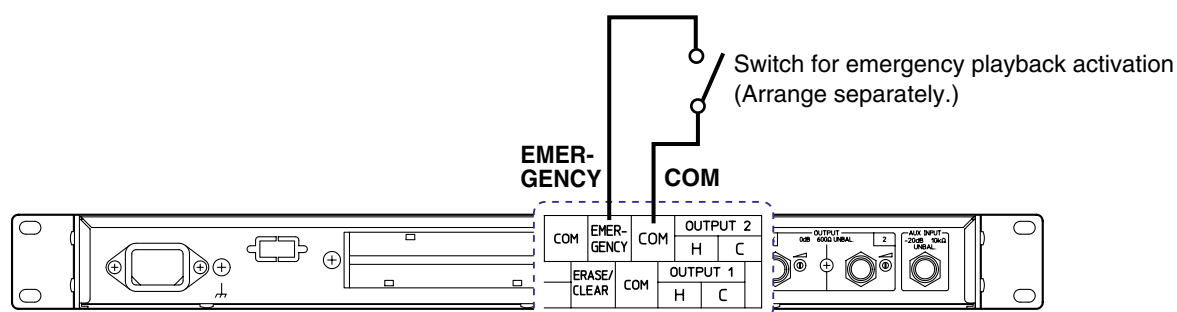 Switch for emergency playback activation
(Arrange separately.)
EMER-
GENCY
COM
COM
EMER-
GENCY
COM
OUTPUT 2
H
C
ERASE/
CLEAR
COM
OUTPUT 1
H
C
OUTPUT
0dB 600Ω UNBAL.
2
AUX INPUT
-20dB 10kΩ
UNBAL.